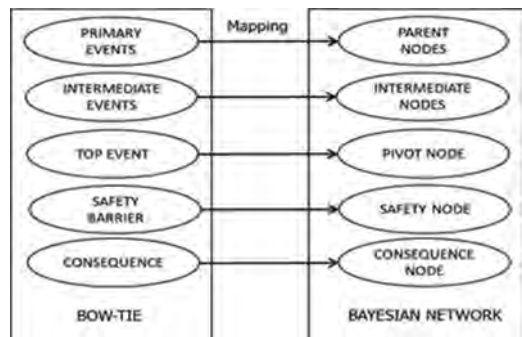 PRIMARY
EVENTS
Mapping
PARENT
NODES
INTERMEDIATE
EVENTS
INTERMEDIATE
NODES
TOP EVENT
PIVOT NODE
SAFETY
BARRIER
SAFETY NODE
CONSEQUENCE
CONSEQUENCE
NODE
BOW-TIE
BAYESIAN NETWORK